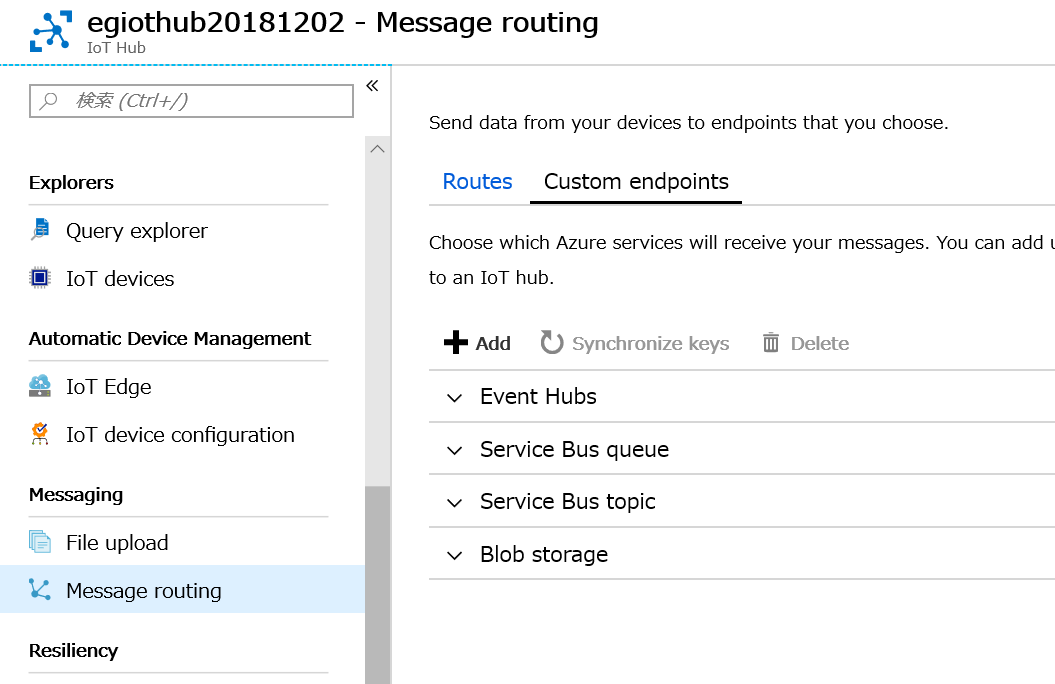 egiothub20181202 - Message routing
IoT Hub
検索 (Ctrl+/)
«
Explorers
Query explorer
IoT devices
Automatic Device Management
IoT Edge
IoT device configuration
Messaging
File upload
Message routing
Resiliency
Send data from your devices to endpoints that you choose.
Routes Custom endpoints
Choose which Azure services will receive your messages. You can add
to an IoT hub.
Add Synchronize keys Delete
Event Hubs
Service Bus queue
Service Bus topic
Blob storage